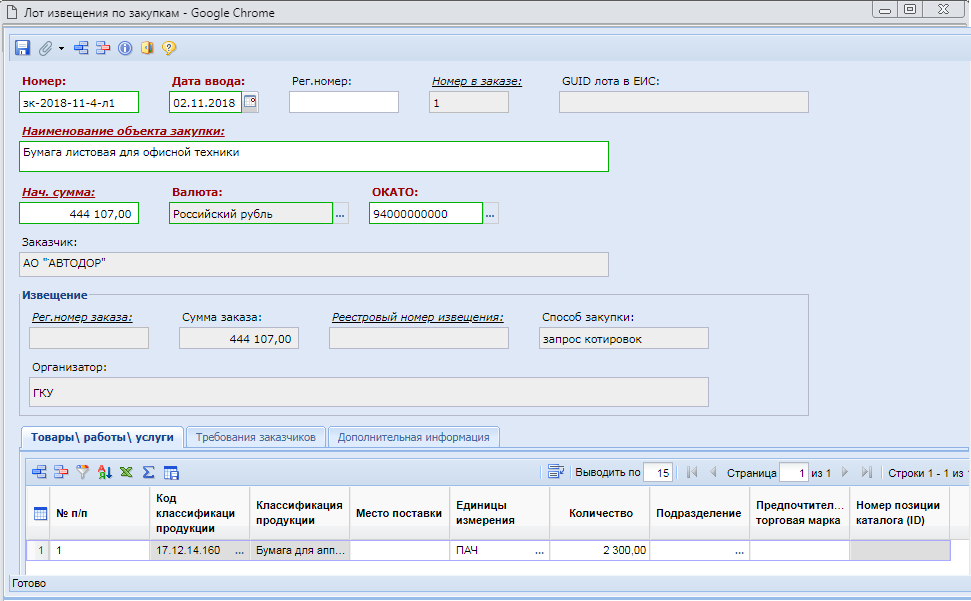 Лот извещения по закупкам - Google Chrome
Номер: Дата ввода: Рег.номер: Номер в заказе: GUID лота в ЕИС:
зк-2018-11-4-л1 02.11.2018 1
Наименование объекта закупки:
Бумага листовая для офисной техники
Нач. сумма: Валюта: ОКАТО:
444 107,00 Российский рубль ... 94000000000 ...
Заказчик:
АО "АВТОДОР"
Извещение
Рег.номер заказа: Сумма заказа: Реестровый номер извещения: Способ закупки:
444 107,00 запрос котировок
Организатор:
ГКУ
Товары\ работы\ услуги Требования заказчиков Дополнительная информация
Выводить по 15 Страница 1 из 1 Строки 1 - 1 из
№ п/п Код классификаци продукции Классификация продукции Место поставки Единицы измерения Количество Подразделение Предпочтител... торговая марка Номер позиции каталога (ID)
1 1 17.12.14.160 ... Бумага для апп... ПАЧ ... 2 300,00 ...
Готово